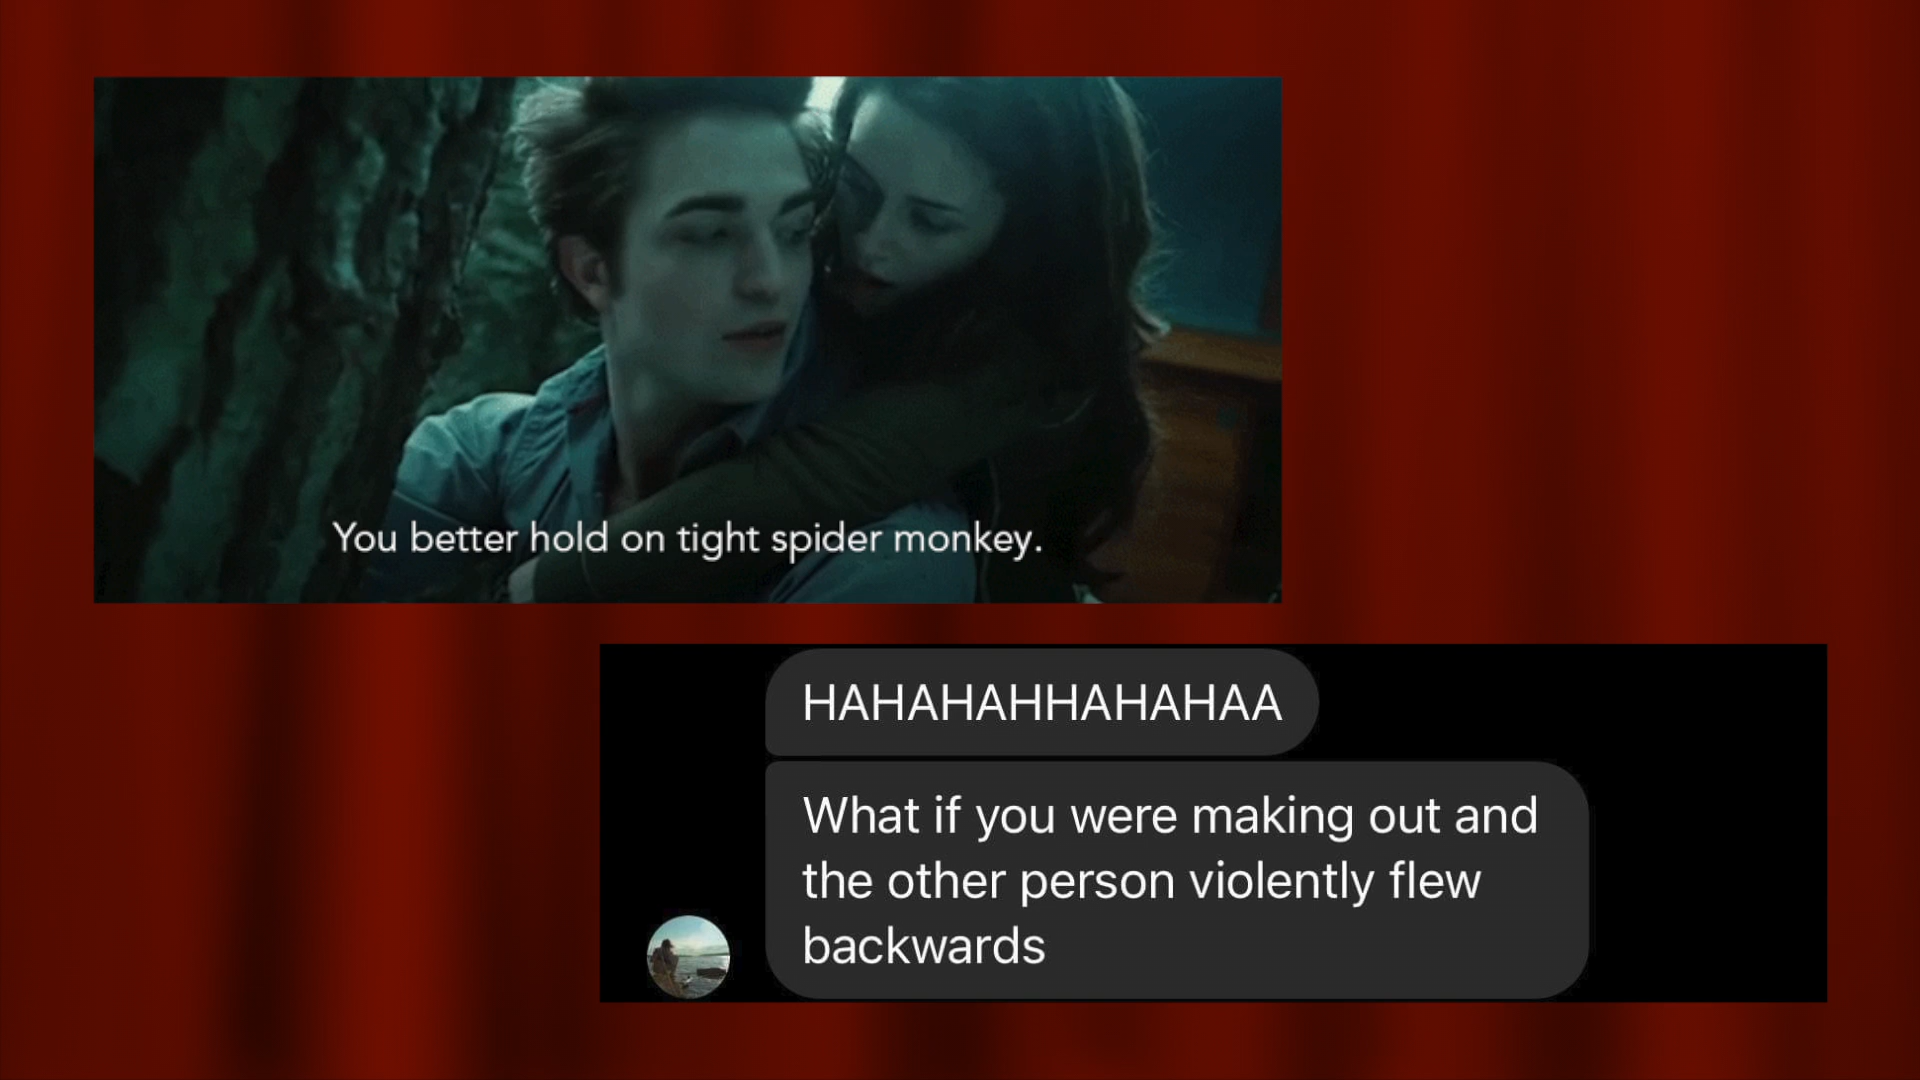 You better hold on tight spider monkey.
HAHAHAHHAHAHAA
What if you were making out and
the other person violently flew
backwards